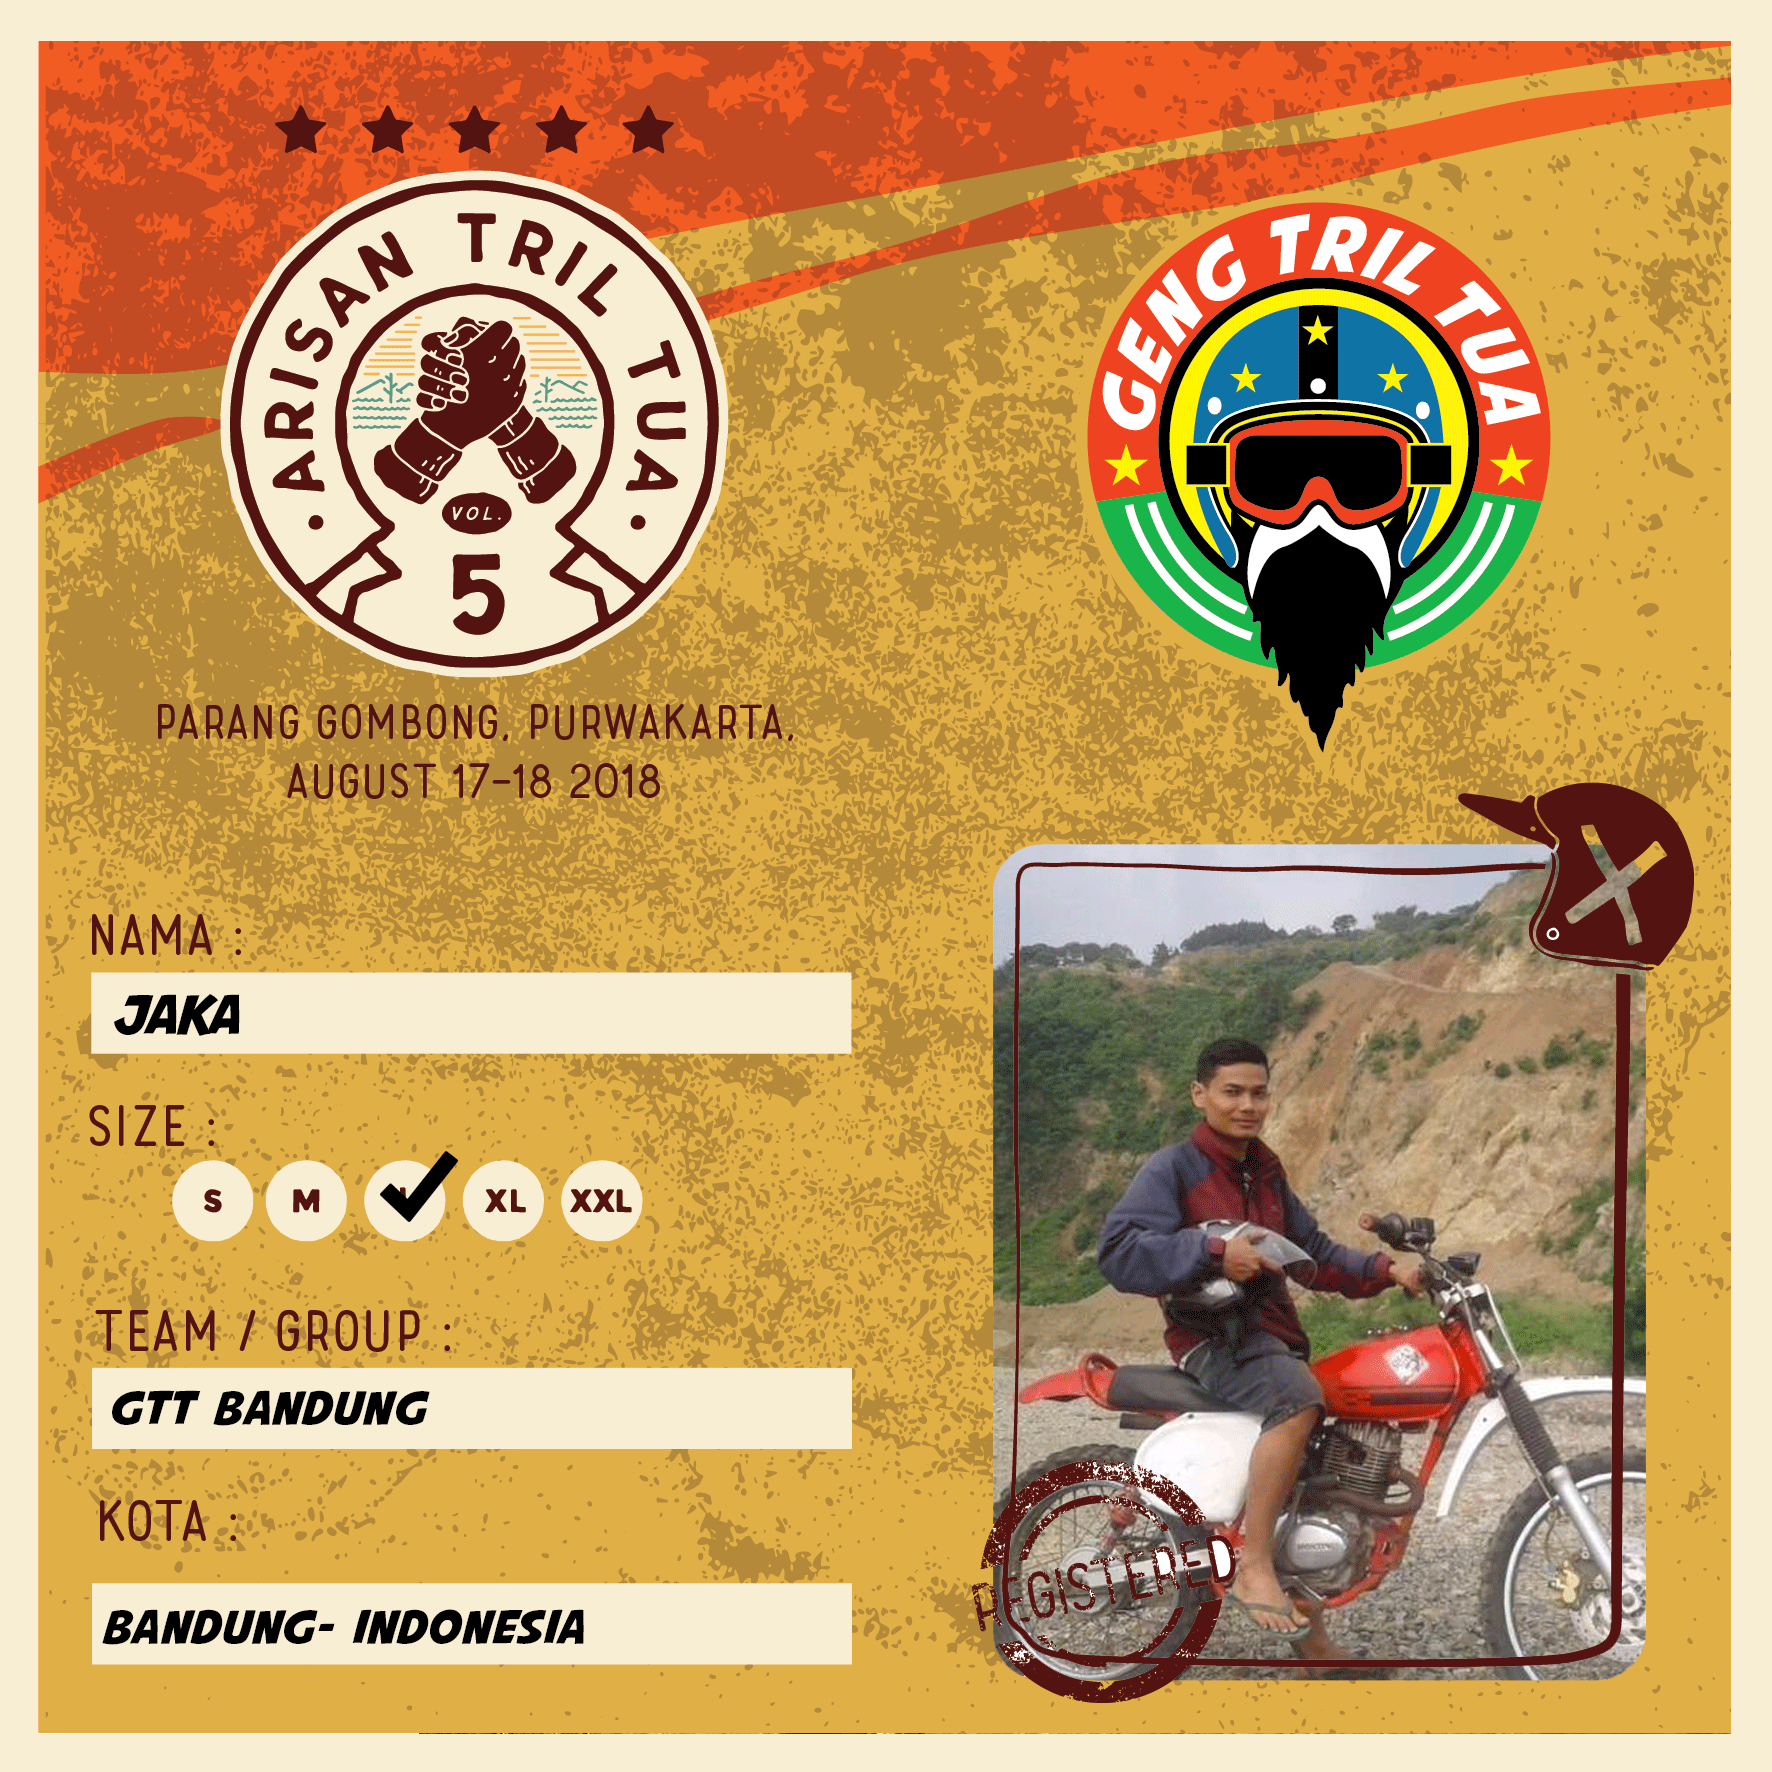 ARISAN TRIL TUA
VOL.
5
GENG TRIL TUA
PARANG GOMBONG, PURWAKARTA,
AUGUST 17-18 2018
NAMA :
JAKA
SIZE :
S M XL XXL
TEAM / GROUP :
GTT BANDUNG
KOTA :
BANDUNG- INDONESIA
REGISTERED